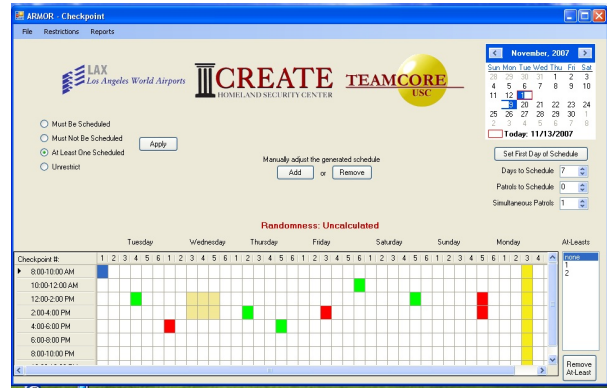 ARMOR - Checkpoint
File Restrictions Reports
LAX
Los Angeles World Airports
CREATE
HOMELAND SECURITY CENTER
TEAMCORE
USC
November, 2007
Sun Mon Tue Wed Thu Fri Sat
28 29 30 31 1 2 3
4 5 6 7 8 9 10
11 12 1
20 21 22 23 24
25 26 27 28 29 30 1
2 3 4 5 6 7 8
Today: 11/13/2007
Must Be Scheduled
Must Not Be Scheduled
At Least One Scheduled
Unrestrict
Apply
Manually adjust the generated schedule
Add or Remove
Set First Day of Schedule
Days to Schedule 7
Patrols to Schedule 0
Simultaneous Patrols 1
Randomness: Uncalculated
Tuesday Wednesday Thursday Friday Saturday Sunday Monday
Checkpoint #: 1 2 3 4 5 6 1 2 3 4 5 6 1 2 3 4 5 6 1 2 3 4 5 6 1 2 3 4 5 6 1 2 3 4 5 6 1 2 3 4
8:00-10:00 AM
10:00-12:00 AM
12:00-2:00 PM
2:00-4:00 PM
4:00-6:00 PM
6:00-8:00 PM
8:00-10:00 PM
At-Leasts
none
1
2
Remove
At-Least